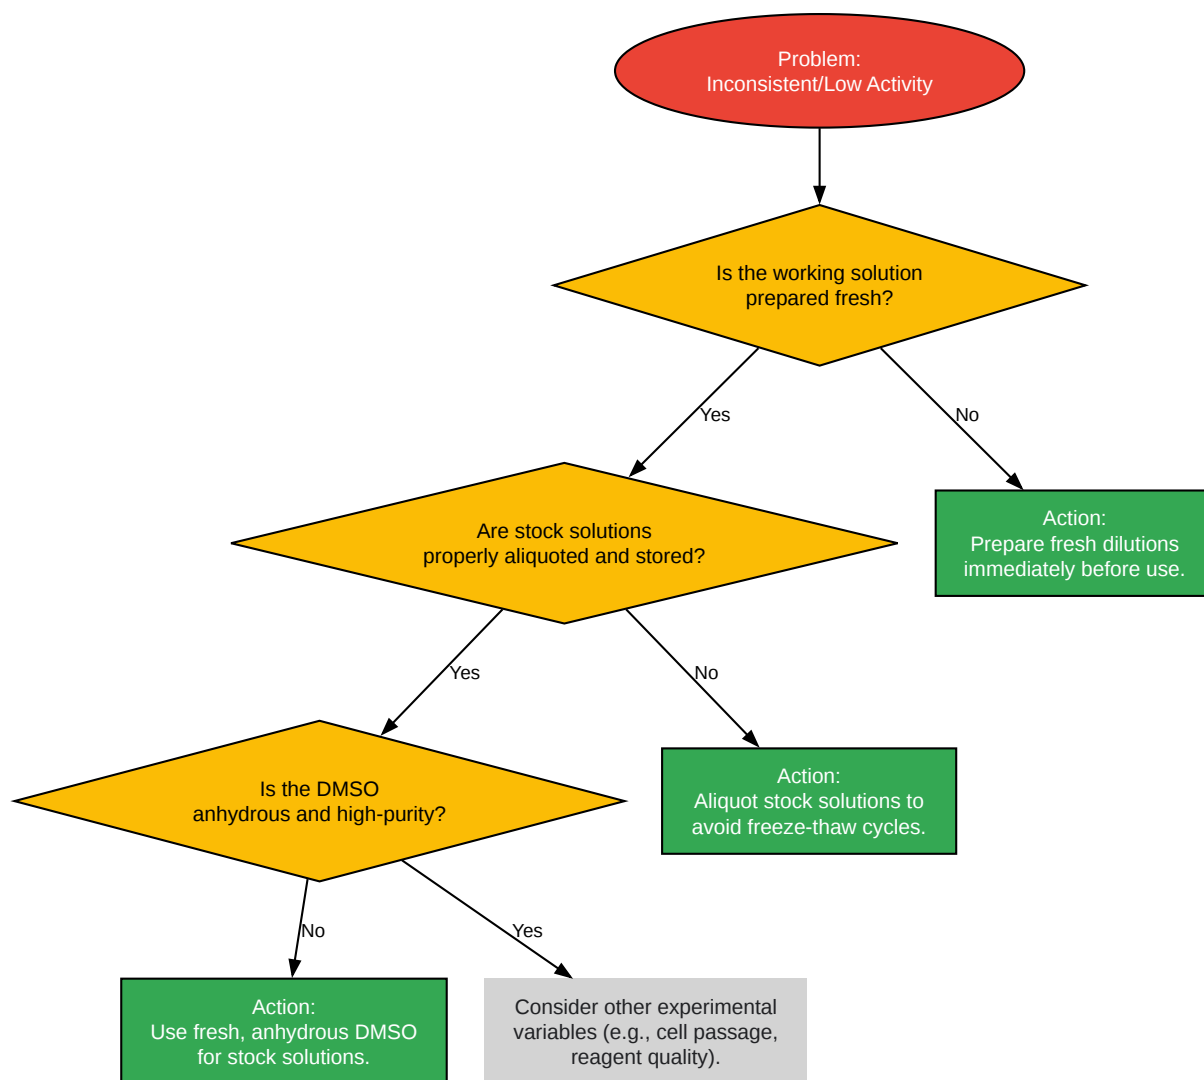 Problem:
Inconsistent/Low Activity
Is the working solution
prepared fresh?
Yes
No
Are stock solutions
properly aliquoted and stored?
Action:
Prepare fresh dilutions
immediately before use.
Yes
No
Is the DMSO
anhydrous and high-purity?
Action:
Aliquot stock solutions to
avoid freeze-thaw cycles.
No
Yes
Action:
Use fresh, anhydrous DMSO
for stock solutions.
Consider other experimental
variables (e.g., cell passage,
reagent quality).